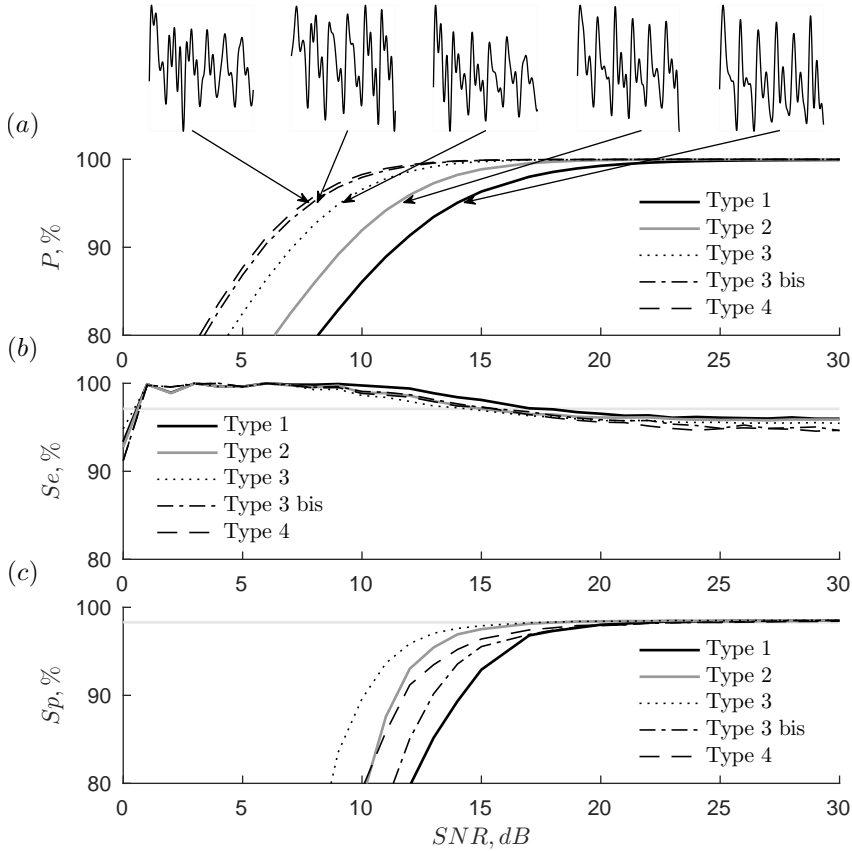 (a)
100
90
80
P, %
Type 1
Type 2
Type 3
Type 3 bis
Type 4
0 5 10 15 20 25 30
(b)
100
90
80
Se, %
Type 1
Type 2
Type 3
Type 3 bis
Type 4
0 5 10 15 20 25 30
(c)
100
90
80
Sp, %
Type 1
Type 2
Type 3
Type 3 bis
Type 4
0 5 10 15 20 25 30
SNR, dB